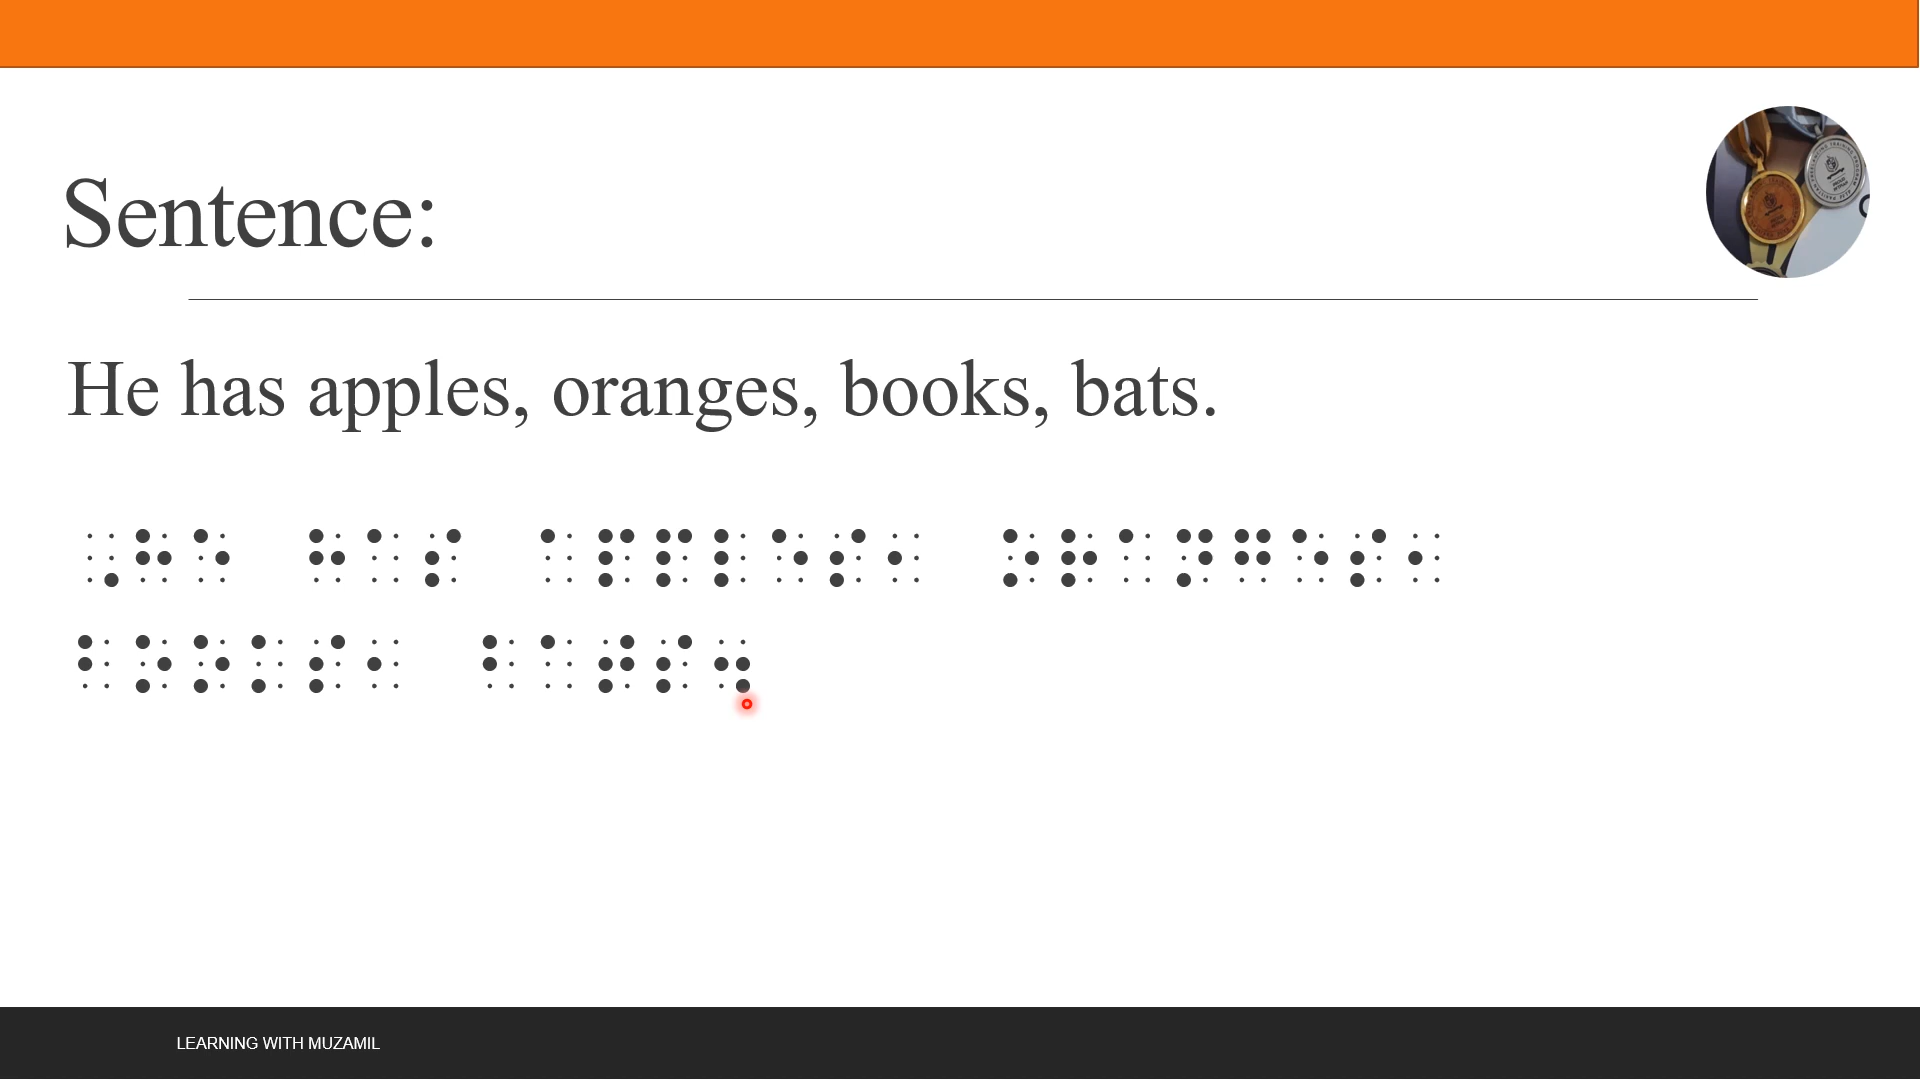 Sentence:
He has apples, oranges, books, bats.
⠠⠓⠑ ⠓⠁⠎ ⠁⠏⠏⠇⠑⠎⠂ ⠕⠗⠁⠝⠛⠑⠎⠂
⠃⠕⠕⠅⠎⠂ ⠃⠁⠞⠎⠲
LEARNING WITH MUZAMIL